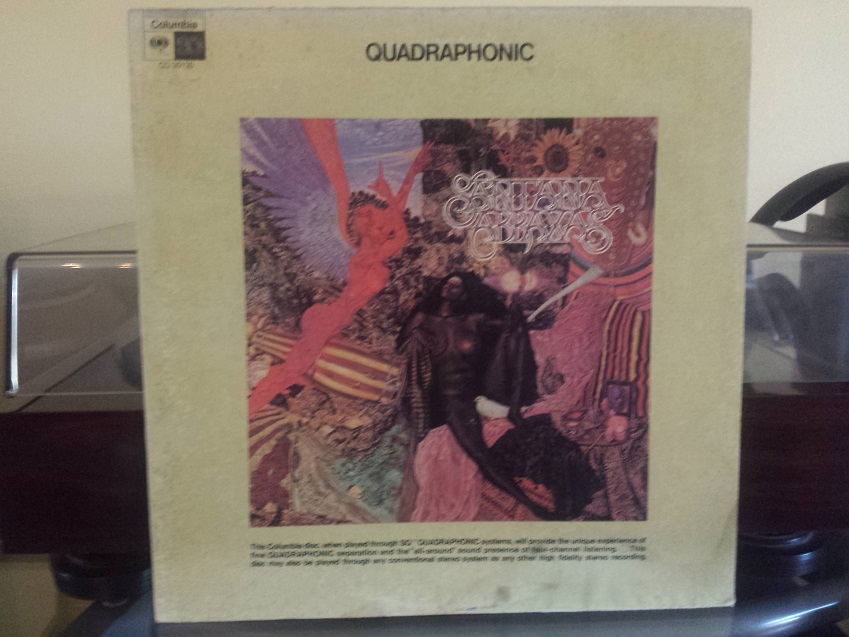 Columbia
QUADRAPHONIC
SANTANA
ABRAXAS
This Columbia disc, when played through SQ™ QUADRAPHONIC systems, will provide the unique experience of
fine QUADRAPHONIC separation and the "all-around" sound presence of four-channel listening. This
disc may also be played through any conventional stereo system as any other high fidelity stereo recording.